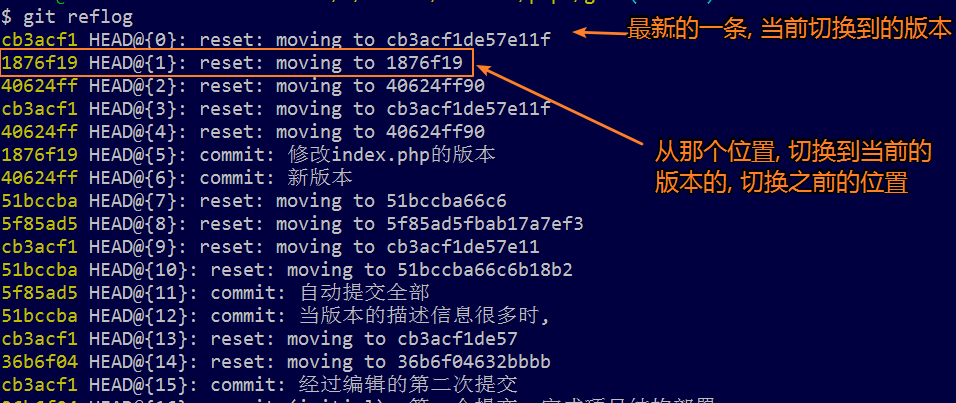 $ git reflog
cb3acf1 HEAD@{0}: reset: moving to cb3acf1de57e11f
最新的一条, 当前切换到的版本
1876f19 HEAD@{1}: reset: moving to 1876f19
40624ff HEAD@{2}: reset: moving to 40624ff90
cb3acf1 HEAD@{3}: reset: moving to cb3acf1de57e11f
40624ff HEAD@{4}: reset: moving to 40624ff90
1876f19 HEAD@{5}: commit: 修改index.php的版本
从那个位置, 切换到当前的
40624ff HEAD@{6}: commit: 新版本
版本的, 切换之前的位置
51bccba HEAD@{7}: reset: moving to 51bccba66c6
5f85ad5 HEAD@{8}: reset: moving to 5f85ad5fbab17a7ef3
cb3acf1 HEAD@{9}: reset: moving to cb3acf1de57e11
51bccba HEAD@{10}: reset: moving to 51bccba66c6b18b2
5f85ad5 HEAD@{11}: commit: 自动提交全部
51bccba HEAD@{12}: commit: 当版本的描述信息很多时,
cb3acf1 HEAD@{13}: reset: moving to cb3acf1de57
36b6f04 HEAD@{14}: reset: moving to 36b6f04632bbbb
cb3acf1 HEAD@{15}: commit: 经过编辑的第二次提交